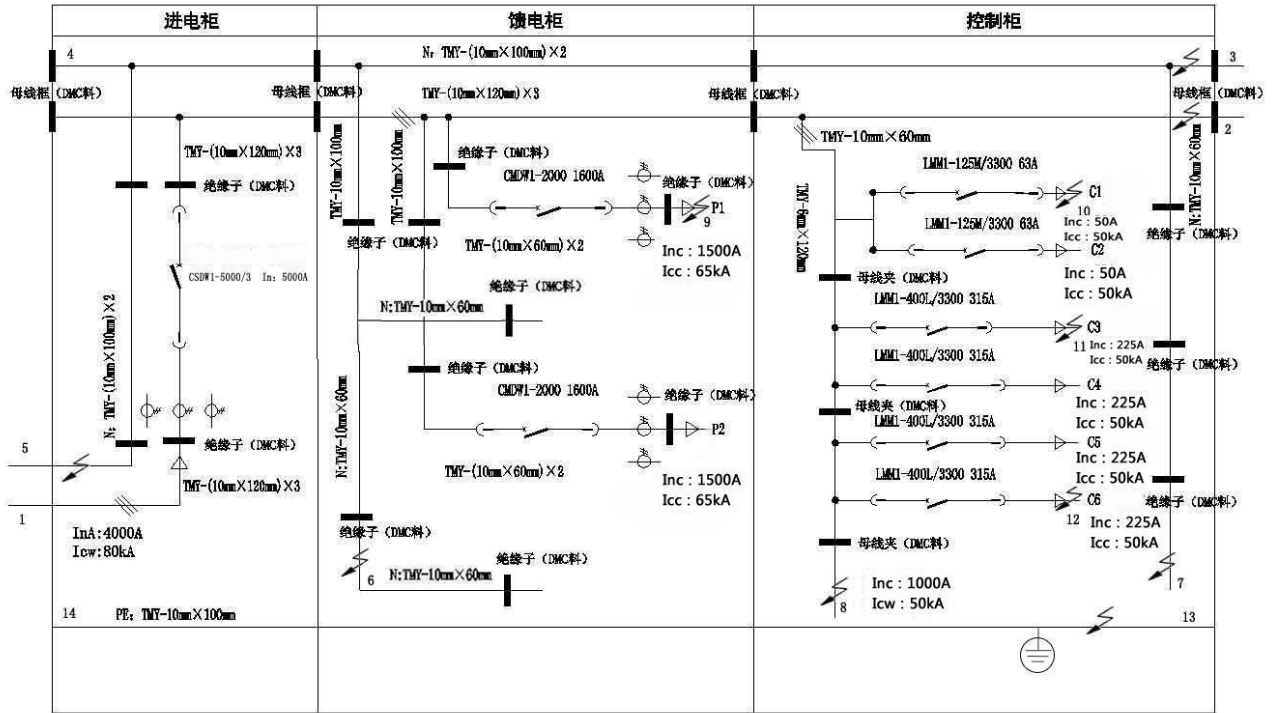 进电柜
馈电柜
控制柜
4
N: TMY-(10mm×100mm)×2
3
母线框（DMC料）
母线框（DMC料）
TMY-(10mm×120mm)×3
母线框（DMC料）
母线框（DMC料）
2
TMY-(10mm×120mm)×3
绝缘子（DMC料）
CSDW1-5000/3 In: 5000A
N: TMY-(10mm×100mm)×2
绝缘子（DMC料）
TMY-(10mm×120mm)×3
5
1
InA:4000A
Icw:80kA
14
PE: TMY-10mm×100mm
TMY-10mm×100mm
TMY-10mm×100mm
绝缘子（DMC料）
CMDW1-2000 1600A
绝缘子（DMC料）
P1
9
绝缘子（DMC料）
TMY-(10mm×60mm)×2
Inc : 1500A
Icc : 65kA
绝缘子（DMC料）
N:TMY-10mm×60mm
绝缘子（DMC料）
CMDW1-2000 1600A
绝缘子（DMC料）
P2
N:TMY-10mm×60mm
TMY-(10mm×60mm)×2
Inc : 1500A
Icc : 65kA
绝缘子（DMC料）
绝缘子（DMC料）
6
N:TMY-10mm×60mm
TMY-10mm×60mm
TMY-6mm×120mm
LMM1-125M/3300 63A
C1
10
Inc : 50A
Icc : 50kA
LMM1-125M/3300 63A
C2
Inc : 50A
Icc : 50kA
母线夹（DMC料）
LMM1-400L/3300 315A
C3
11
Inc : 225A
Icc : 50kA
LMM1-400L/3300 315A
C4
Inc : 225A
Icc : 50kA
母线夹（DMC料）
LMM1-400L/3300 315A
C5
Inc : 225A
Icc : 50kA
LMM1-400L/3300 315A
C6
12
Inc : 225A
Icc : 50kA
母线夹（DMC料）
Inc : 1000A
Icw : 50kA
8
N:TMY-10mm×60mm
绝缘子（DMC料）
绝缘子（DMC料）
绝缘子（DMC料）
7
13